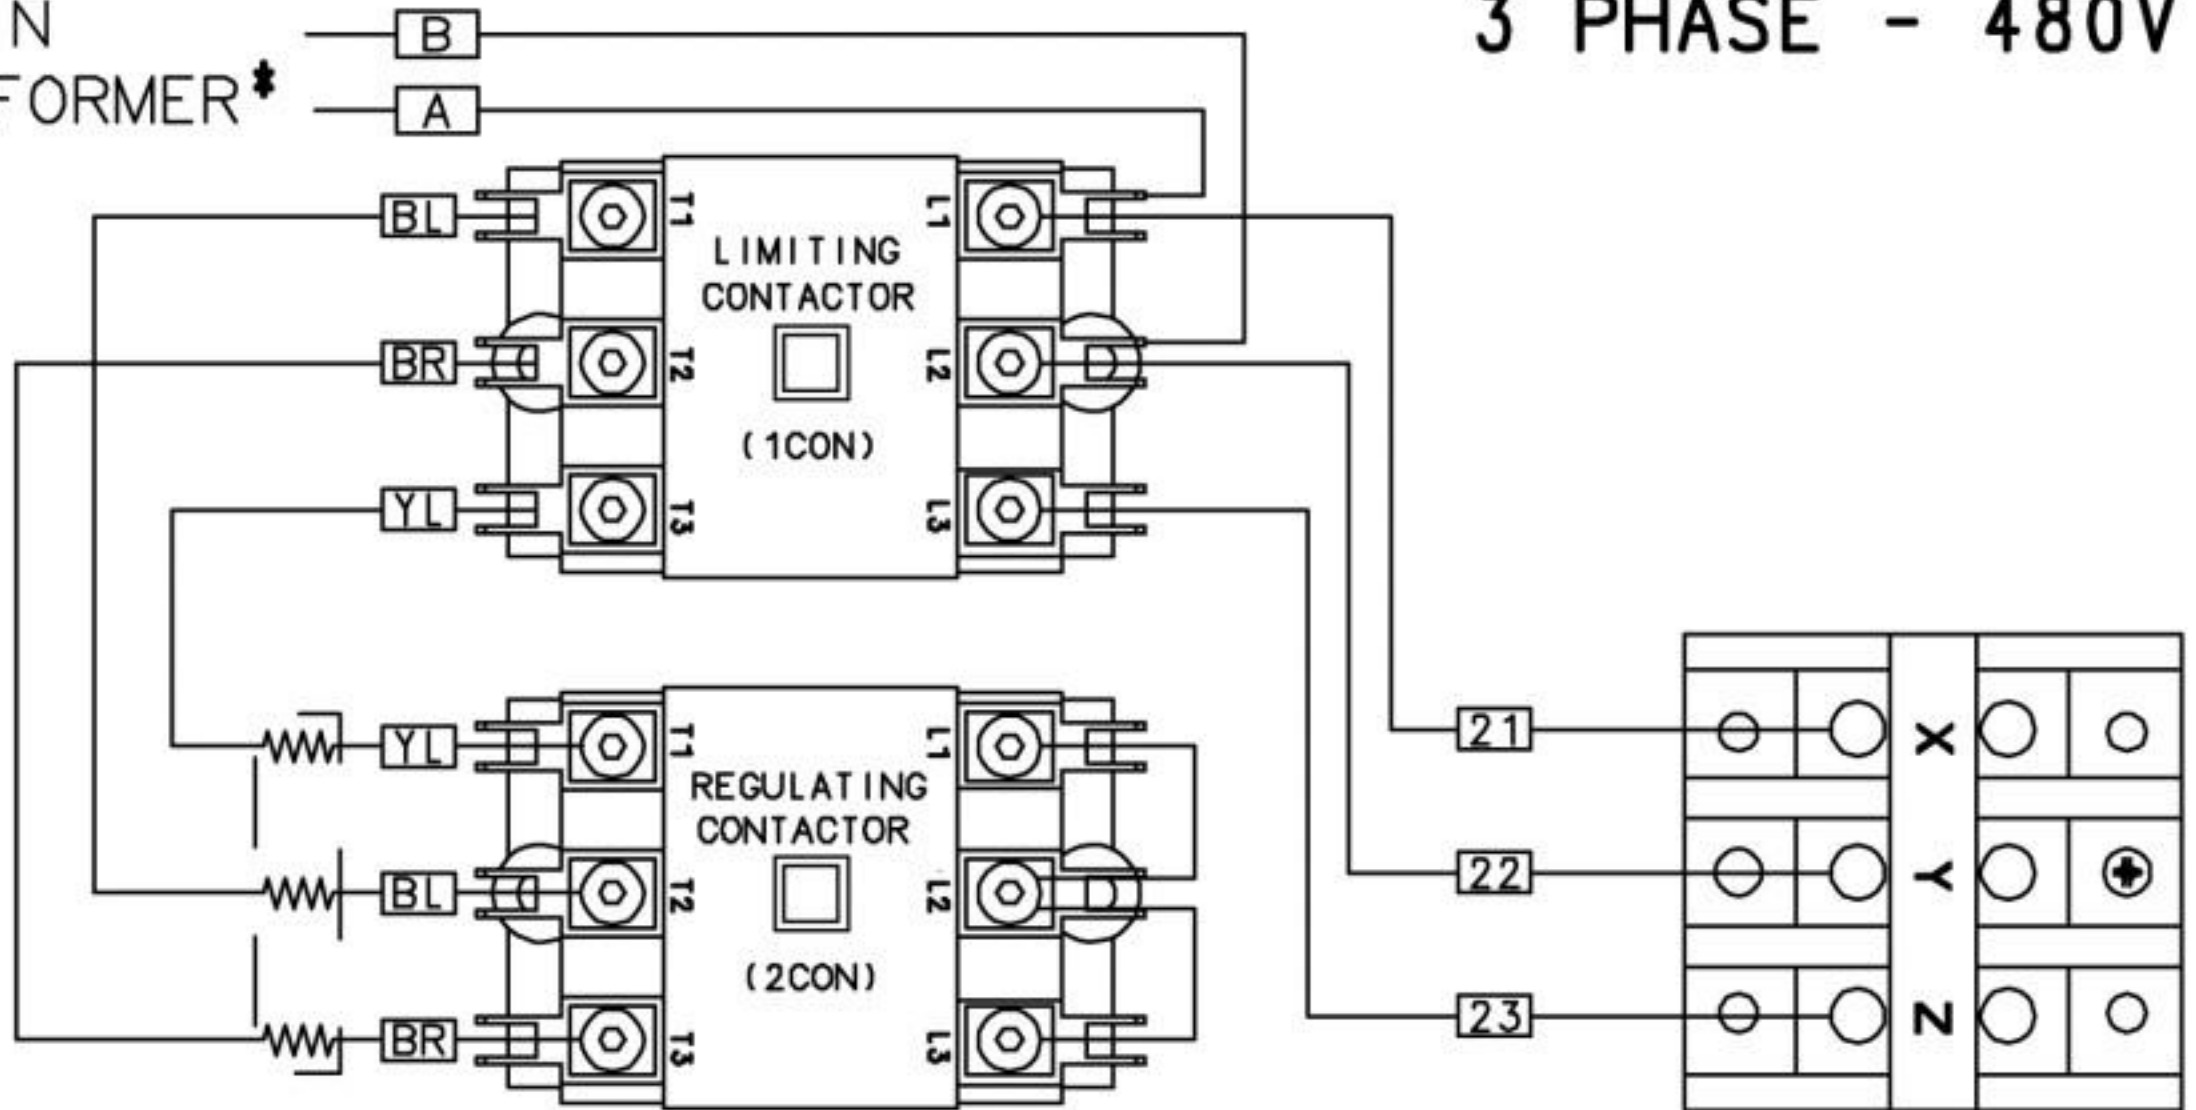 N
FORMER*
3 PHASE - 480V
B
A
BL
BR
YL
T1
T2
T3
LIMITING
CONTACTOR
(1CON)
L1
L2
L3
YL
BL
BR
T1
T2
T3
REGULATING
CONTACTOR
(2CON)
L1
L2
L3
21
22
23
X
Y
Z